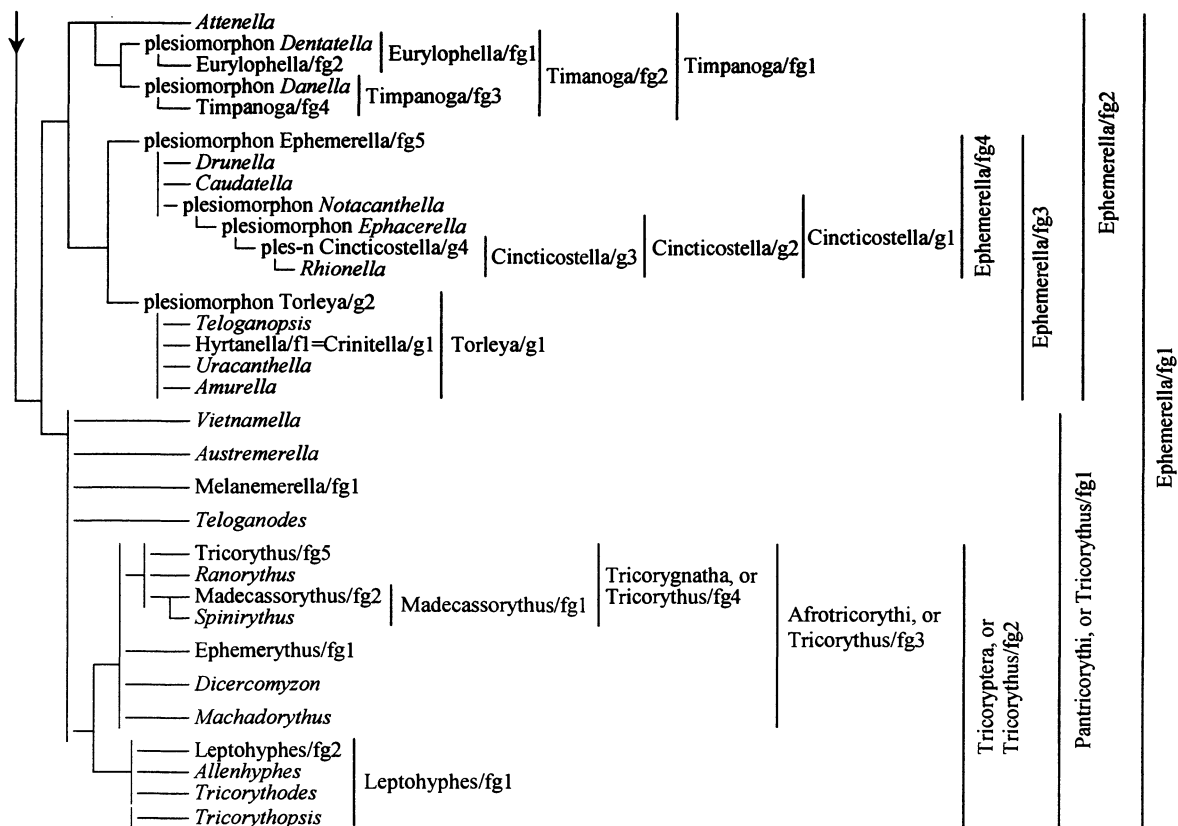 Attenella
plesiomorphon Dentatella
Eurylophella/fg2
Eurylophella/fg1
plesiomorphon Danella
Timpanoga/fg4
Timpanoga/fg3
Timanoga/fg2
Timpanoga/fg1
plesiomorphon Ephemerella/fg5
Drunella
Caudatella
plesiomorphon Notacanthella
plesiomorphon Ephacerella
ples-n Cincticostella/g4
Rhionella
Cincticostella/g3
Cincticostella/g2
Cincticostella/g1
Ephemerella/fg4
plesiomorphon Torleya/g2
Teloganopsis
Hyrtanella/f1=Crinitella/g1
Uracanthella
Amurella
Torleya/g1
Ephemerella/fg3
Ephemerella/fg2
Vietnamella
Austremerella
Melanemerella/fg1
Teloganodes
Tricorythus/fg5
Ranorythus
Madecassorythus/fg2
Spinirythus
Madecassorythus/fg1
Tricorygnatha, or
Tricorythus/fg4
Ephemerythus/fg1
Dicercomyzon
Machadorythus
Afrotricorythi, or
Tricorythus/fg3
Leptohyphes/fg2
Allenhyphes
Tricorythodes
Tricorythopsis
Leptohyphes/fg1
Tricoryptera, or
Tricorythus/fg2
Pantricorythi, or Tricorythus/fg1
Ephemerella/fg1